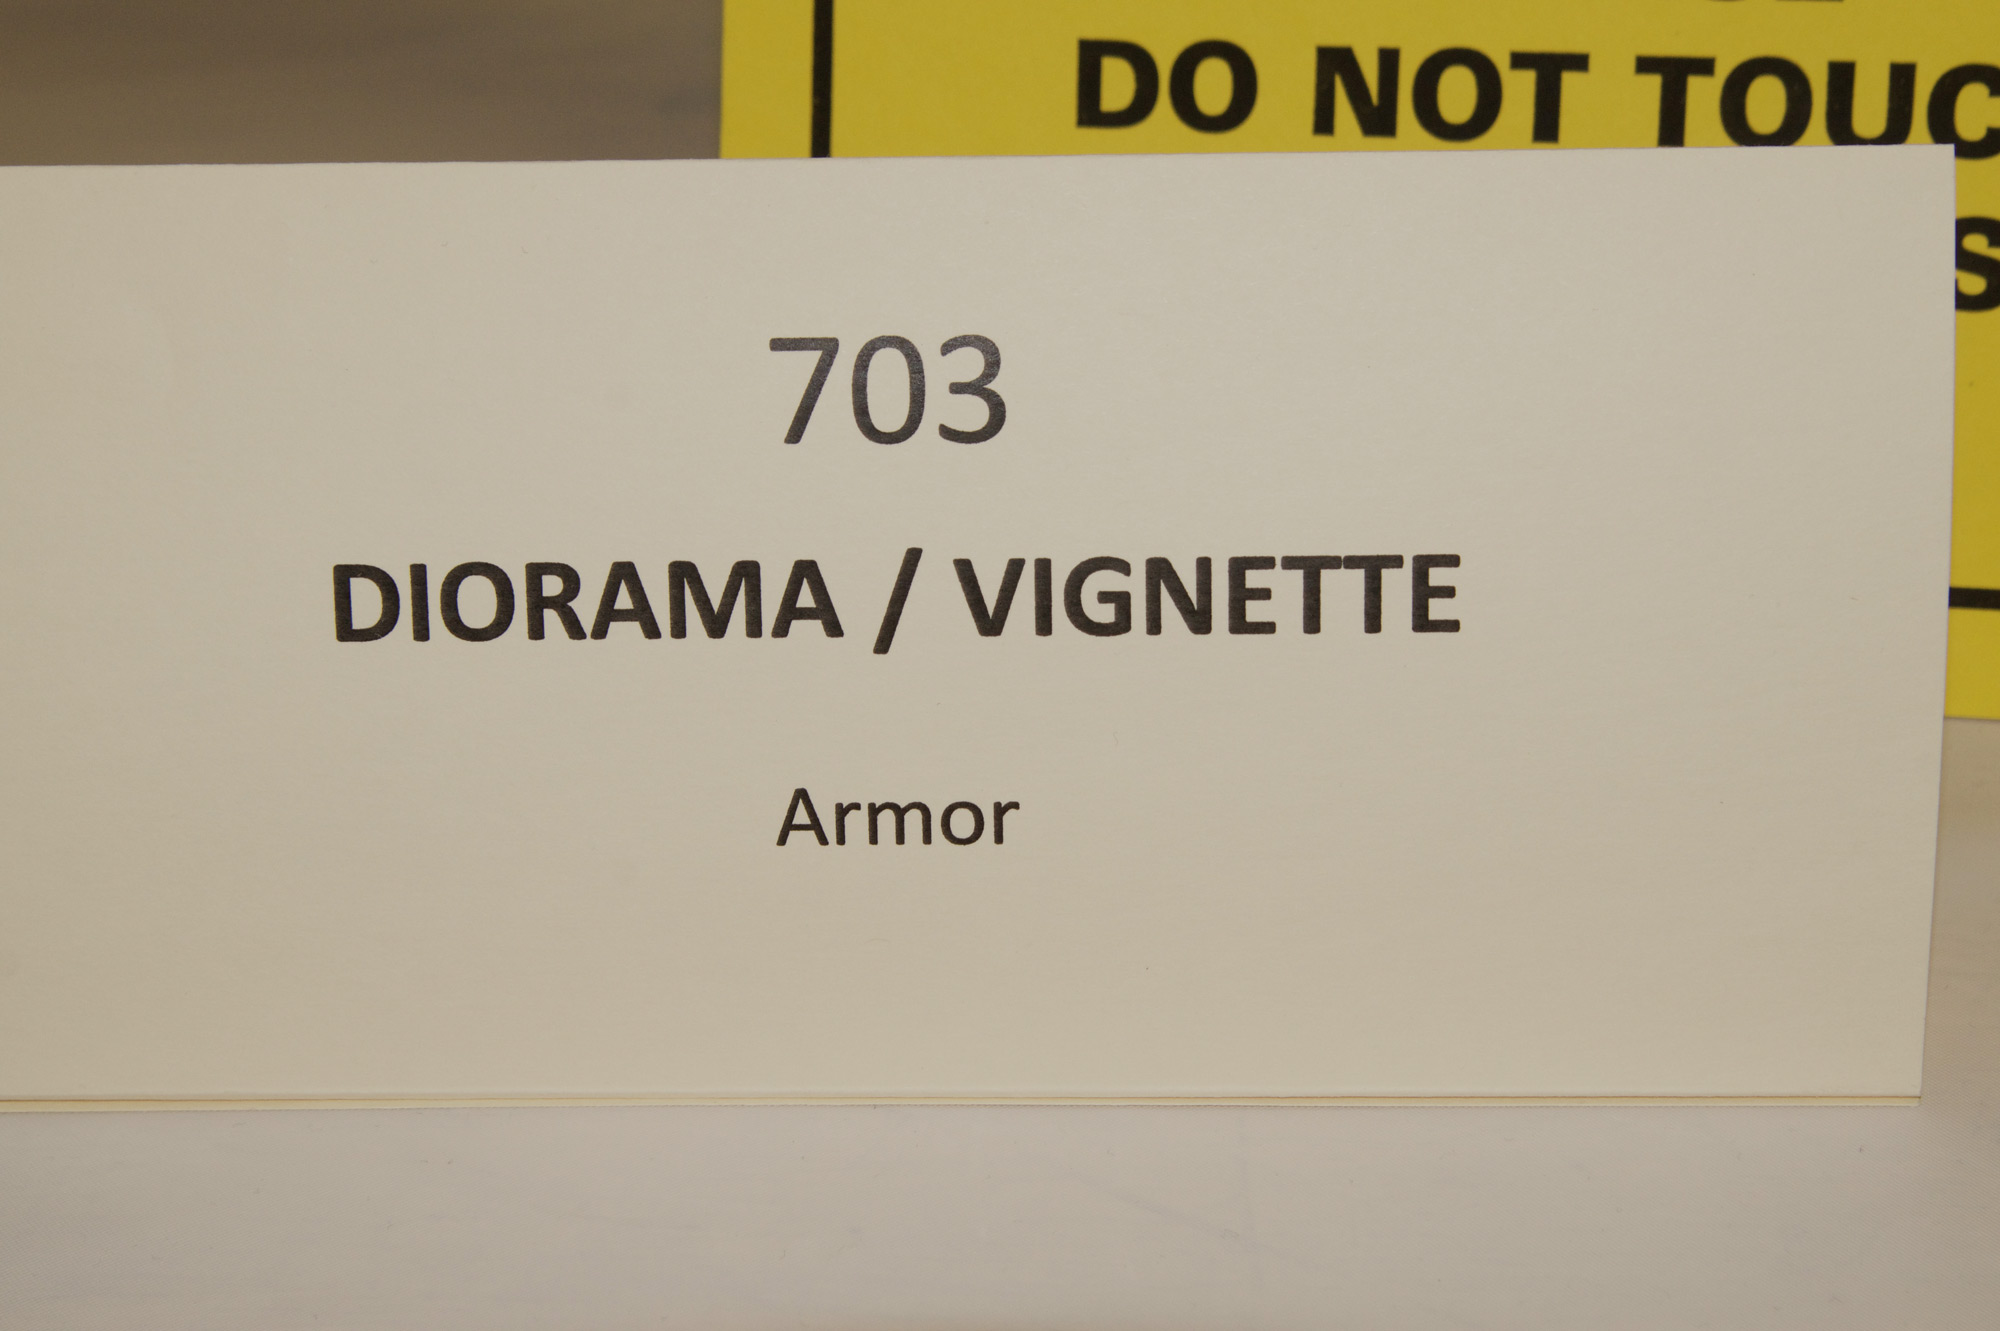 DO NOT TOUC
S
703
DIORAMA / VIGNETTE
Armor